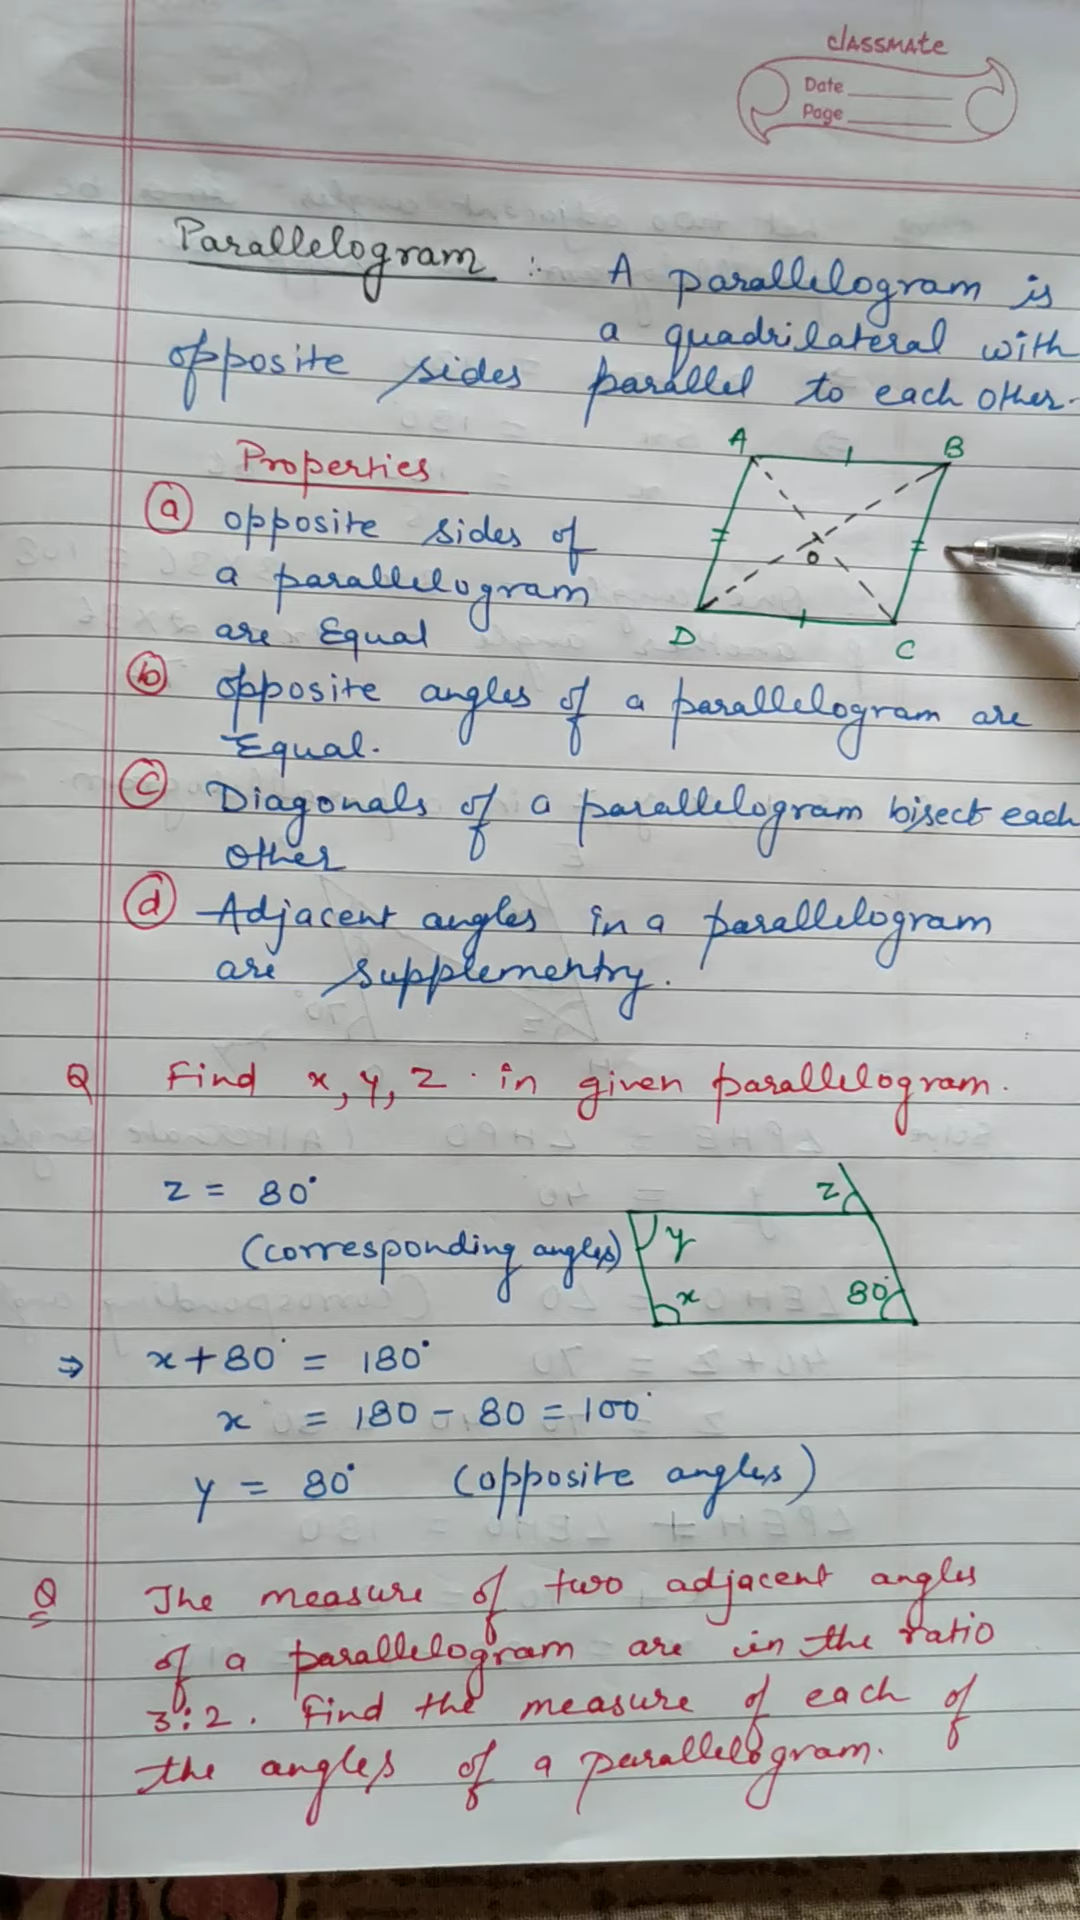 classmate
Date
Page
Parallelogram :- A parallelogram is
a quadrilateral with
opposite sides parallel to each other.
Properties
A B
(a) opposite sides of
a parallelogram
O
are Equal
D C
(b) opposite angles of a parallelogram are
Equal.
(c) Diagonals of a parallelogram bisect each
other
(d) Adjacent angles in a parallelogram
are supplementry.
Q Find x, y, z. in given parallelogram.
z = 80°
z
(corresponding angles)
y
x 80°
⇒ x + 80° = 180°
x = 180 - 80 = 100°
y = 80° (opposite angles)
Q The measure of two adjacent angles
of a parallelogram are in the ratio
3:2. Find the measure of each of
the angles of a parallelogram.